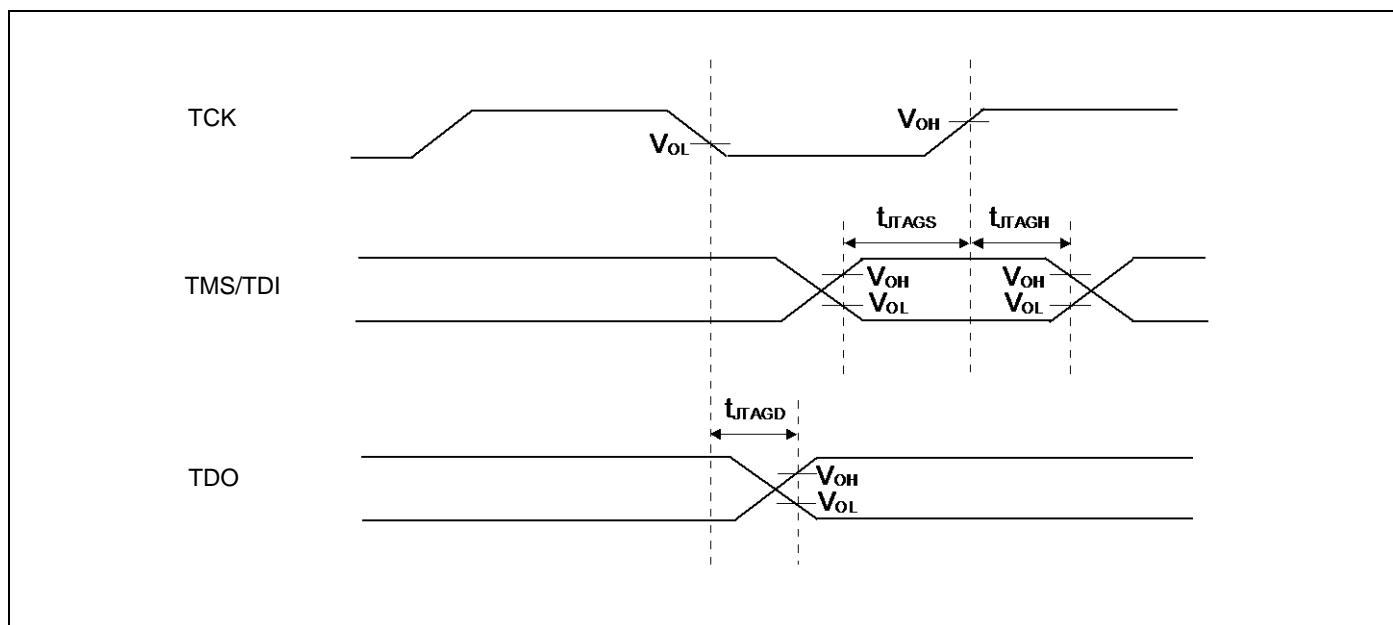 TCK
VOH
VOL
tJTAGS tJTAGH
TMS/TDI
VOH VOH
VOL VOL
tJTAGD
TDO
VOH
VOL